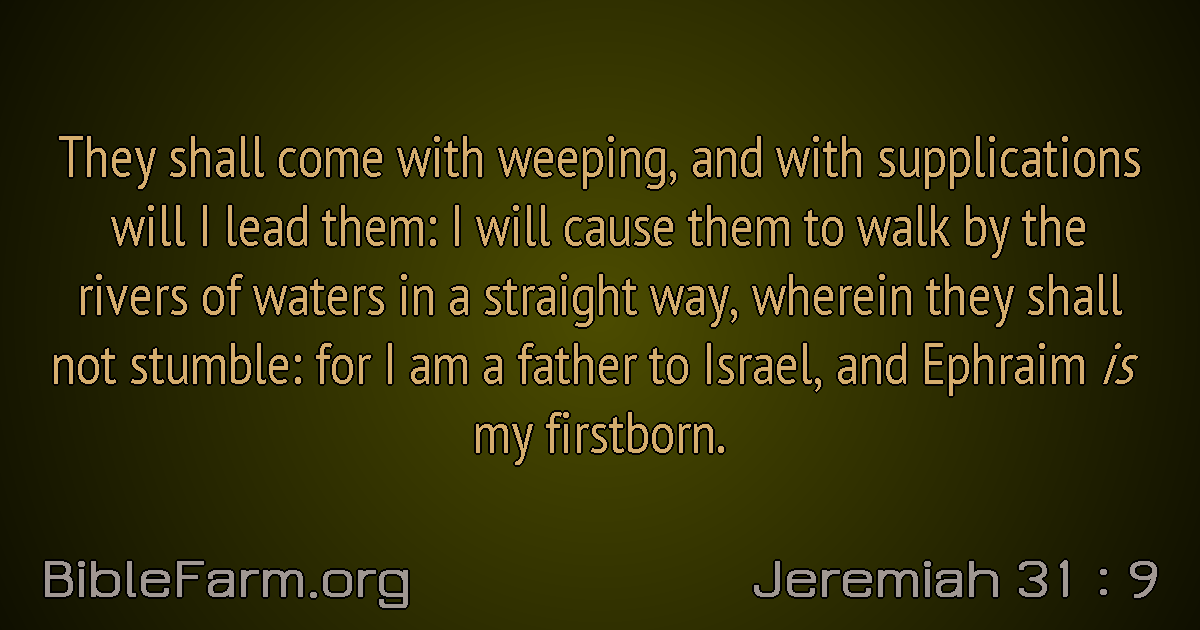 They shall come with weeping, and with supplications
will I lead them: I will cause them to walk by the
rivers of waters in a straight way, wherein they shall
not stumble: for I am a father to Israel, and Ephraim is
my firstborn.
BibleFarm.org
Jeremiah 31 : 9